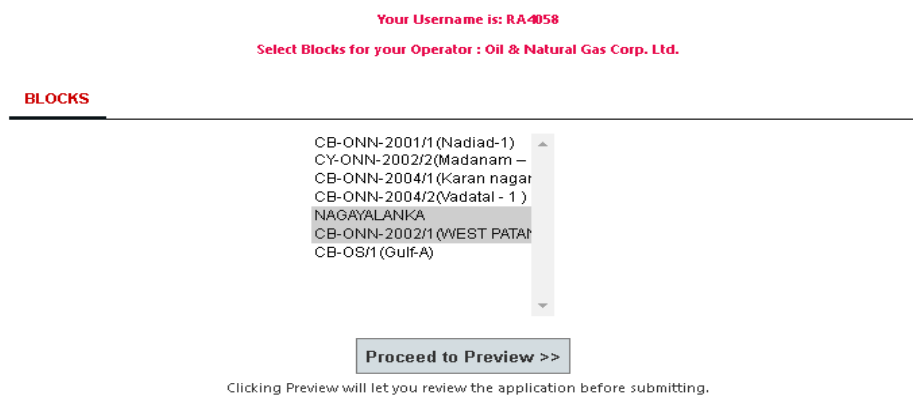 Your Username is: RA4058
Select Blocks for your Operator : Oil & Natural Gas Corp. Ltd.
BLOCKS
CB-ONN-2001/1(Nadiad-1)
CY-ONN-2002/2(Madanam –
CB-ONN-2004/1(Karan nagar
CB-ONN-2004/2(Vadatal - 1 )
NAGAYALANKA
CB-ONN-2002/1(WEST PATAN
CB-OS/1(Gulf-A)
Proceed to Preview >>
Clicking Preview will let you review the application before submitting.